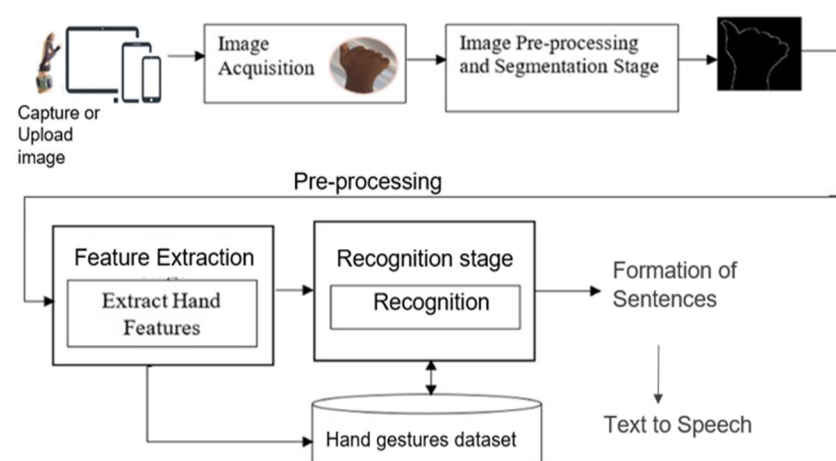 Image
Acquisition
Image Pre-processing
and Segmentation Stage
Capture or
Upload
image
Pre-processing
Feature Extraction
Extract Hand
Features
Recognition stage
Recognition
Formation of
Sentences
Text to Speech
Hand gestures dataset